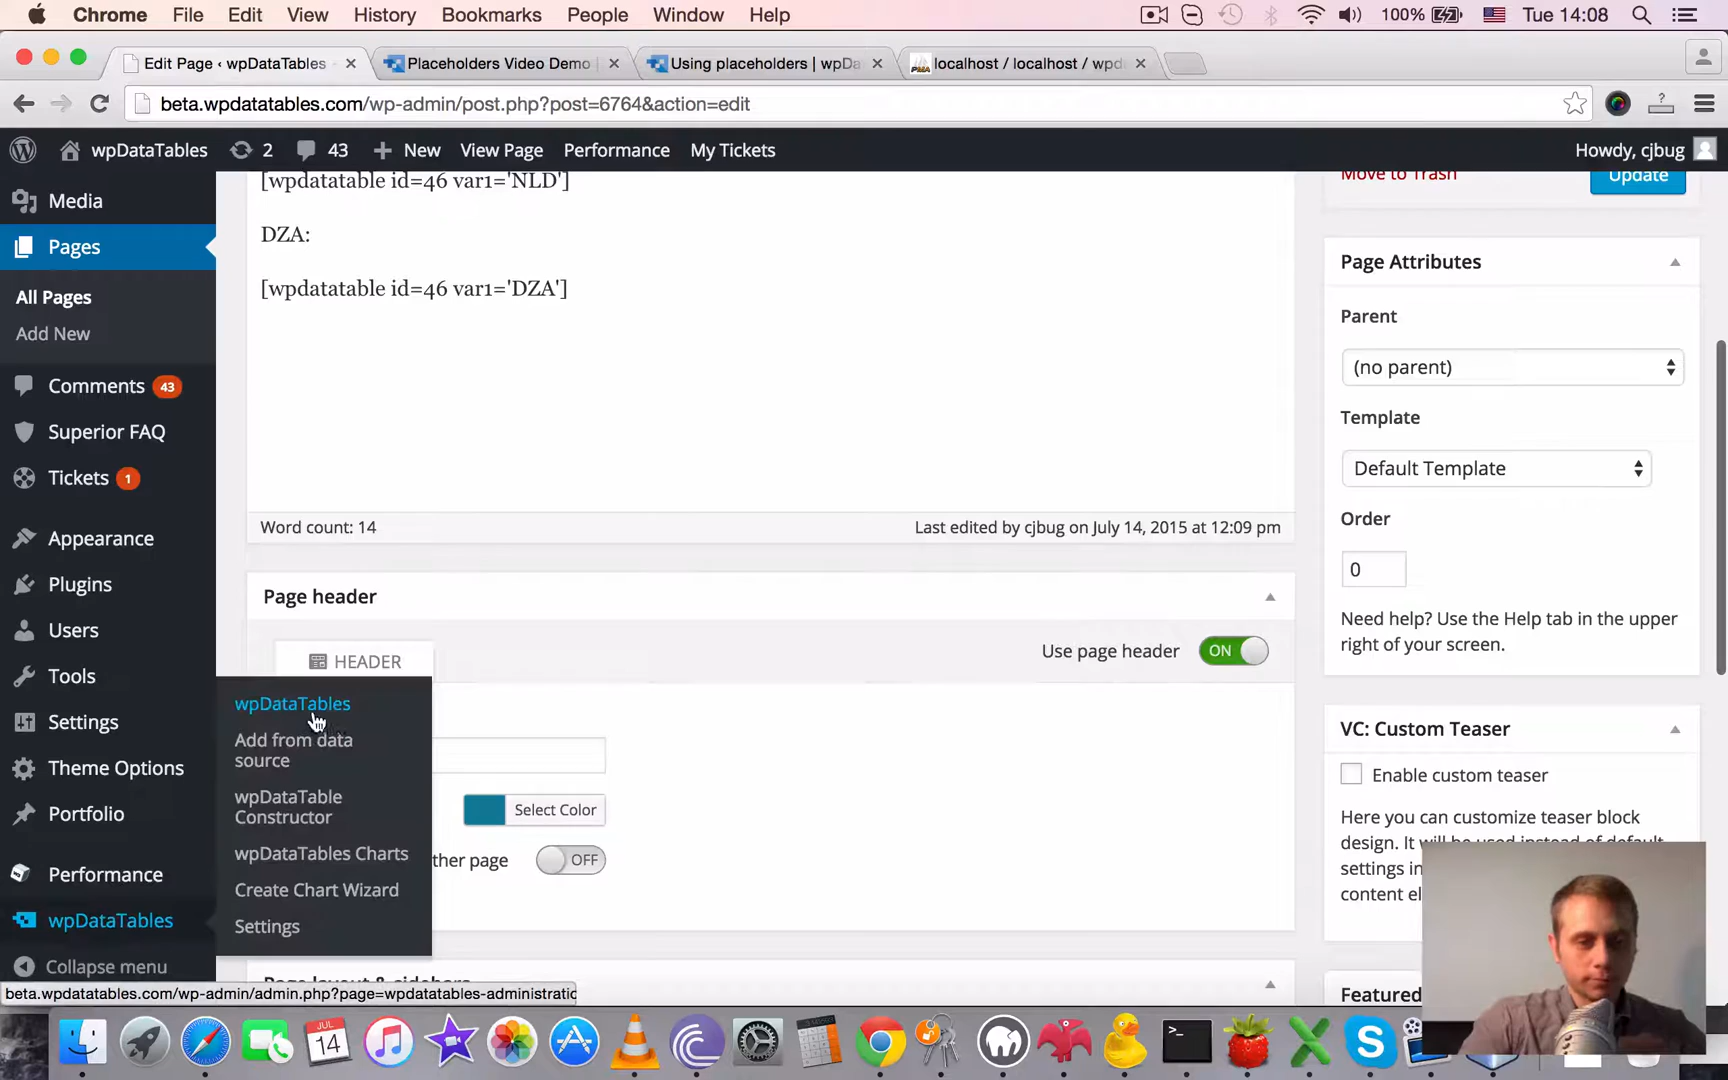 Chrome File Edit View History Bookmarks People Window Help 100% Tue 14:08
Edit Page ‹ wpDataTables
Placeholders Video Demo
Using placeholders | wpDa
localhost / localhost / wpd
beta.wpdatatables.com/wp-admin/post.php?post=6764&action=edit
wpDataTables 2 43 New View Page Performance My Tickets Howdy, cjbug
Media
Pages
All Pages
Add New
Comments 43
Superior FAQ
Tickets 1
Appearance
Plugins
Users
Tools
Settings
Theme Options
Portfolio
Performance
wpDataTables
Collapse menu
wpDataTables
Add from data
source
wpDataTable
Constructor
wpDataTables Charts
Create Chart Wizard
Settings
[wpdatatable id=46 var1='NLD']
DZA:
[wpdatatable id=46 var1='DZA']
Word count: 14 Last edited by cjbug on July 14, 2015 at 12:09 pm
Page header
HEADER
Use page header ON
Select Color
ther page OFF
Page layout & sidebars
Move to Trash
Update
Page Attributes
Parent
(no parent)
Template
Default Template
Order
0
Need help? Use the Help tab in the upper
right of your screen.
VC: Custom Teaser
Enable custom teaser
Here you can customize teaser block
design. It will be used instead of default
settings in
content el
Featured
beta.wpdatatables.com/wp-admin/admin.php?page=wpdatatables-administratic
JUL
14